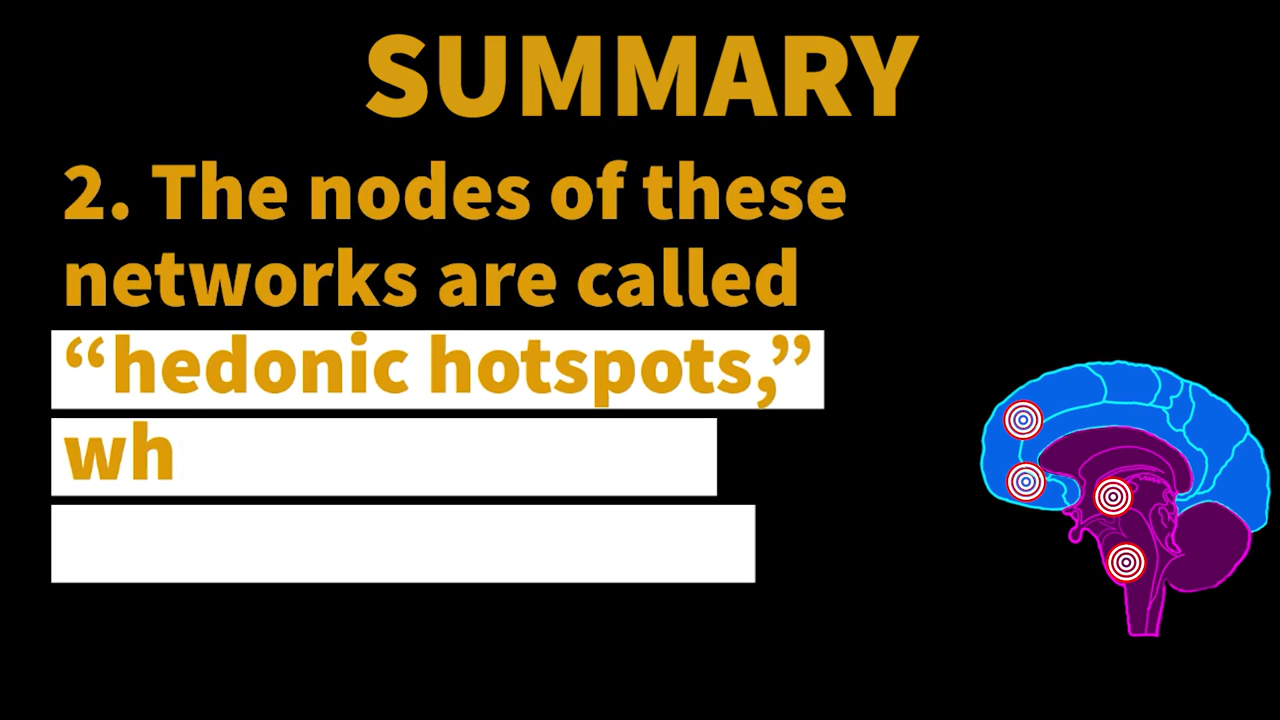 SUMMARY
2. The nodes of these
networks are called
“hedonic hotspots,”
wh